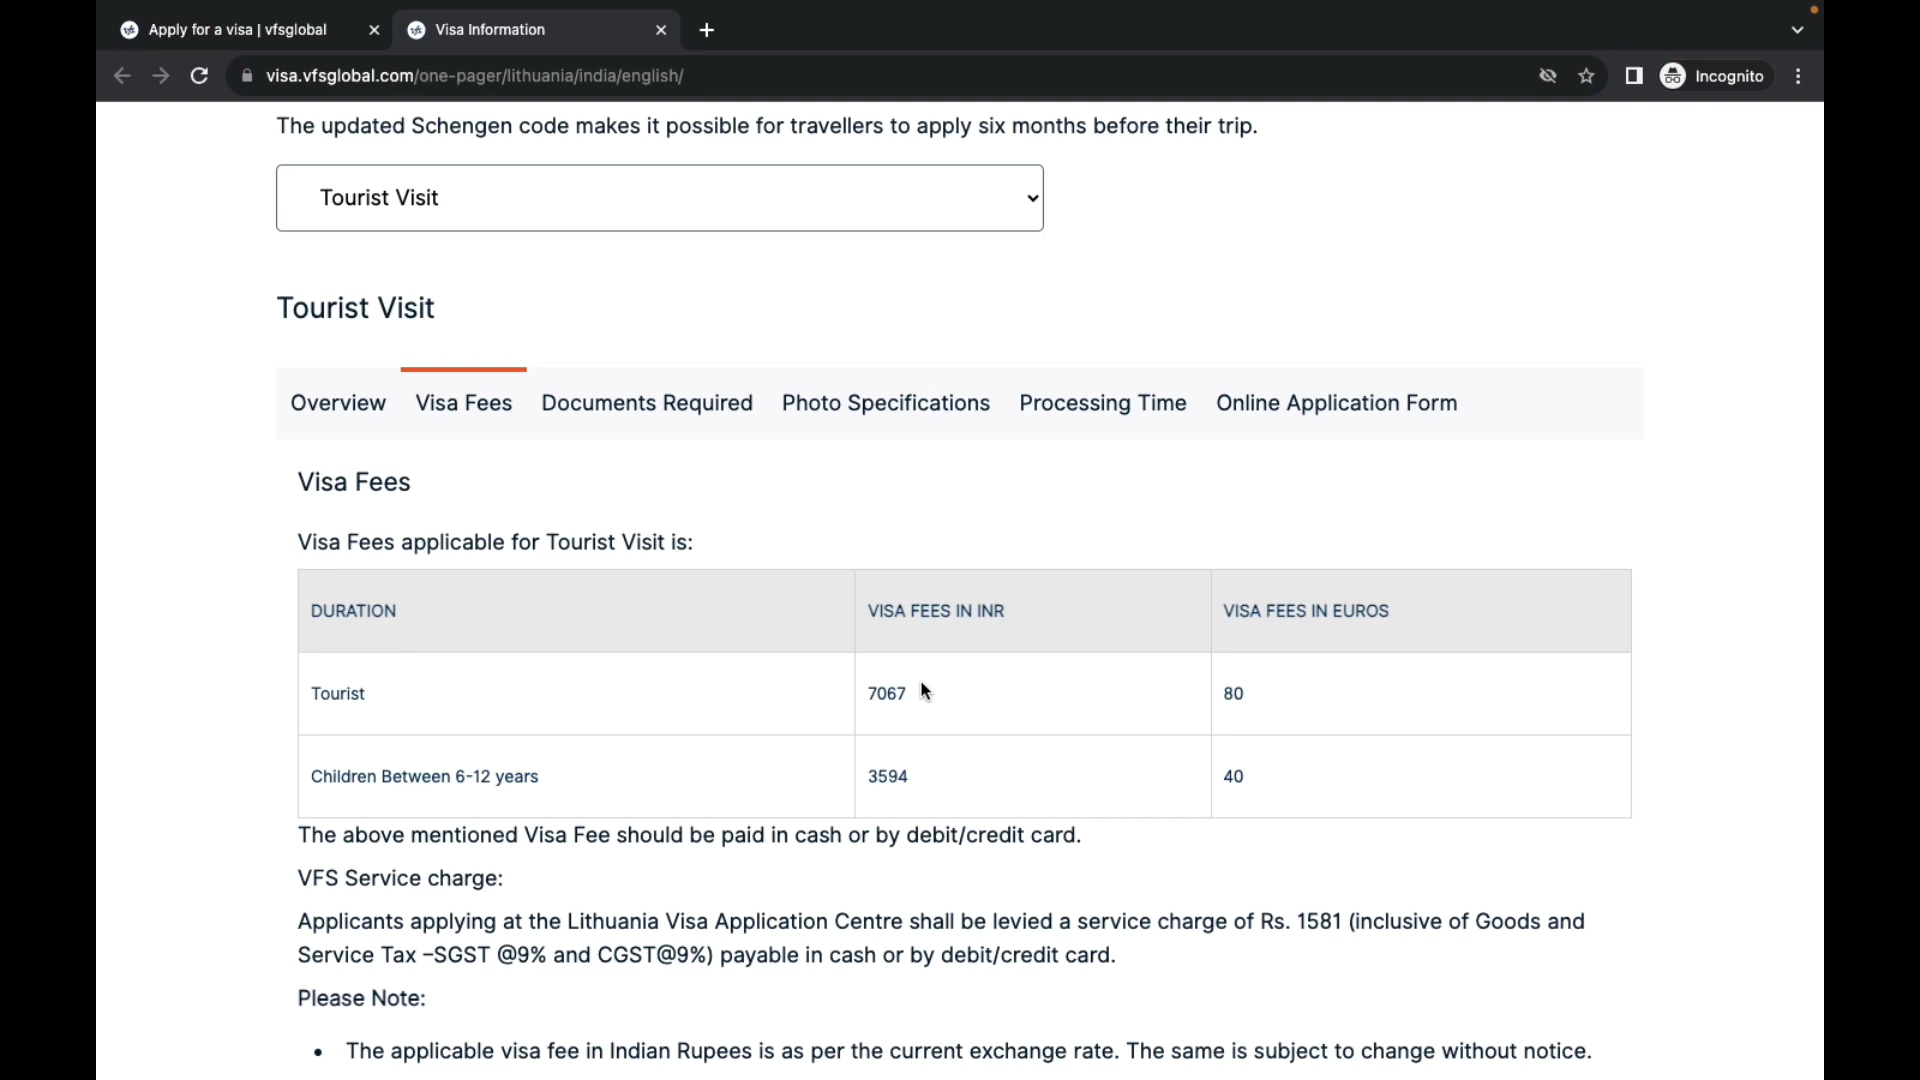 Apply for a visa | vfsglobal
Visa Information
visa.vfsglobal.com/one-pager/lithuania/india/english/
Incognito
The updated Schengen code makes it possible for travellers to apply six months before their trip.
Tourist Visit
Tourist Visit
Overview Visa Fees Documents Required Photo Specifications Processing Time Online Application Form
Visa Fees
Visa Fees applicable for Tourist Visit is:
DURATION VISA FEES IN INR VISA FEES IN EUROS
Tourist 7067 80
Children Between 6-12 years 3594 40
The above mentioned Visa Fee should be paid in cash or by debit/credit card.
VFS Service charge:
Applicants applying at the Lithuania Visa Application Centre shall be levied a service charge of Rs. 1581 (inclusive of Goods and
Service Tax –SGST @9% and CGST@9%) payable in cash or by debit/credit card.
Please Note:
• The applicable visa fee in Indian Rupees is as per the current exchange rate. The same is subject to change without notice.